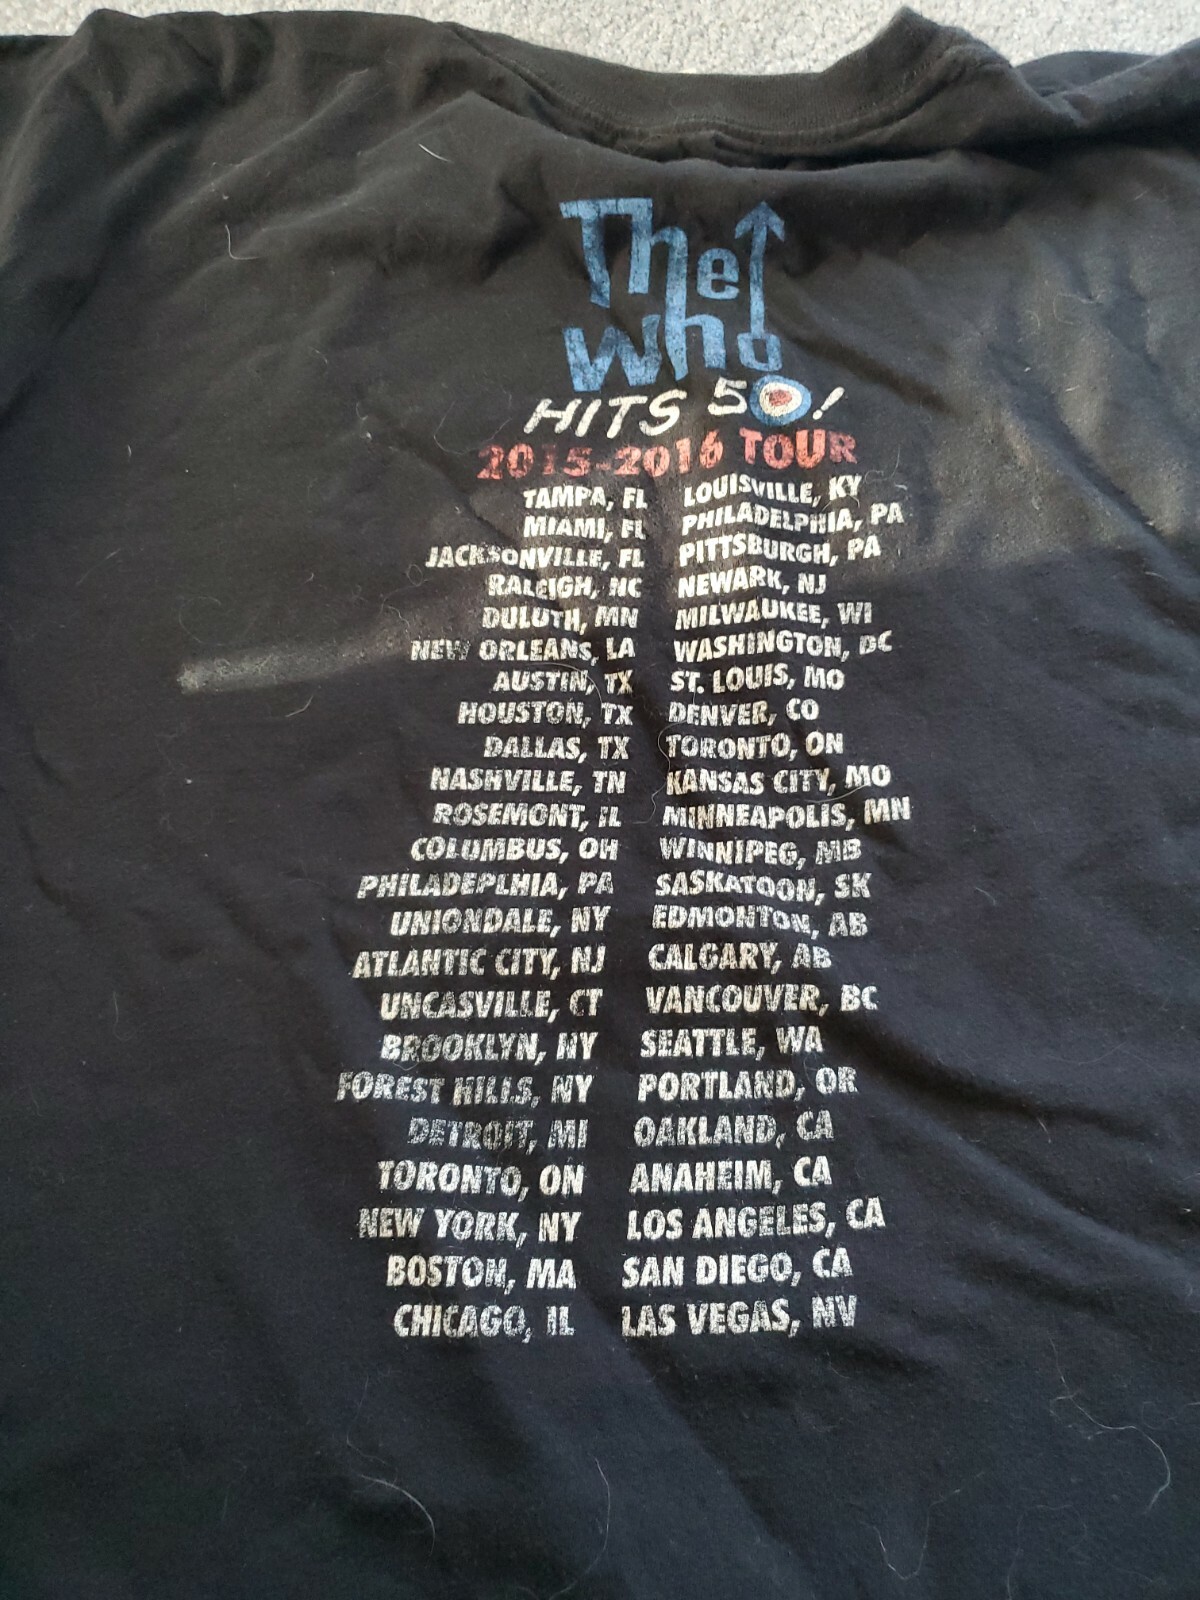 The
Who
HITS 50!
2015-2016 TOUR
TAMPA, FL
MIAMI, FL
JACKSONVILLE, FL
RALEIGH, NC
DULUTH, MN
NEW ORLEANS, LA
AUSTIN, TX
HOUSTON, TX
DALLAS, TX
NASHVILLE, TN
ROSEMONT, IL
COLUMBUS, OH
PHILADEPLHIA, PA
UNIONDALE, NY
ATLANTIC CITY, NJ
UNCASVILLE, CT
BROOKLYN, NY
FOREST HILLS, NY
DETROIT, MI
TORONTO, ON
NEW YORK, NY
BOSTON, MA
CHICAGO, IL
LOUISVILLE, KY
PHILADELPHIA, PA
PITTSBURGH, PA
NEWARK, NJ
MILWAUKEE, WI
WASHINGTON, DC
ST. LOUIS, MO
DENVER, CO
TORONTO, ON
KANSAS CITY, MO
MINNEAPOLIS, MN
WINNIPEG, MB
SASKATOON, SK
EDMONTON, AB
CALGARY, AB
VANCOUVER, BC
SEATTLE, WA
PORTLAND, OR
OAKLAND, CA
ANAHEIM, CA
LOS ANGELES, CA
SAN DIEGO, CA
LAS VEGAS, NV